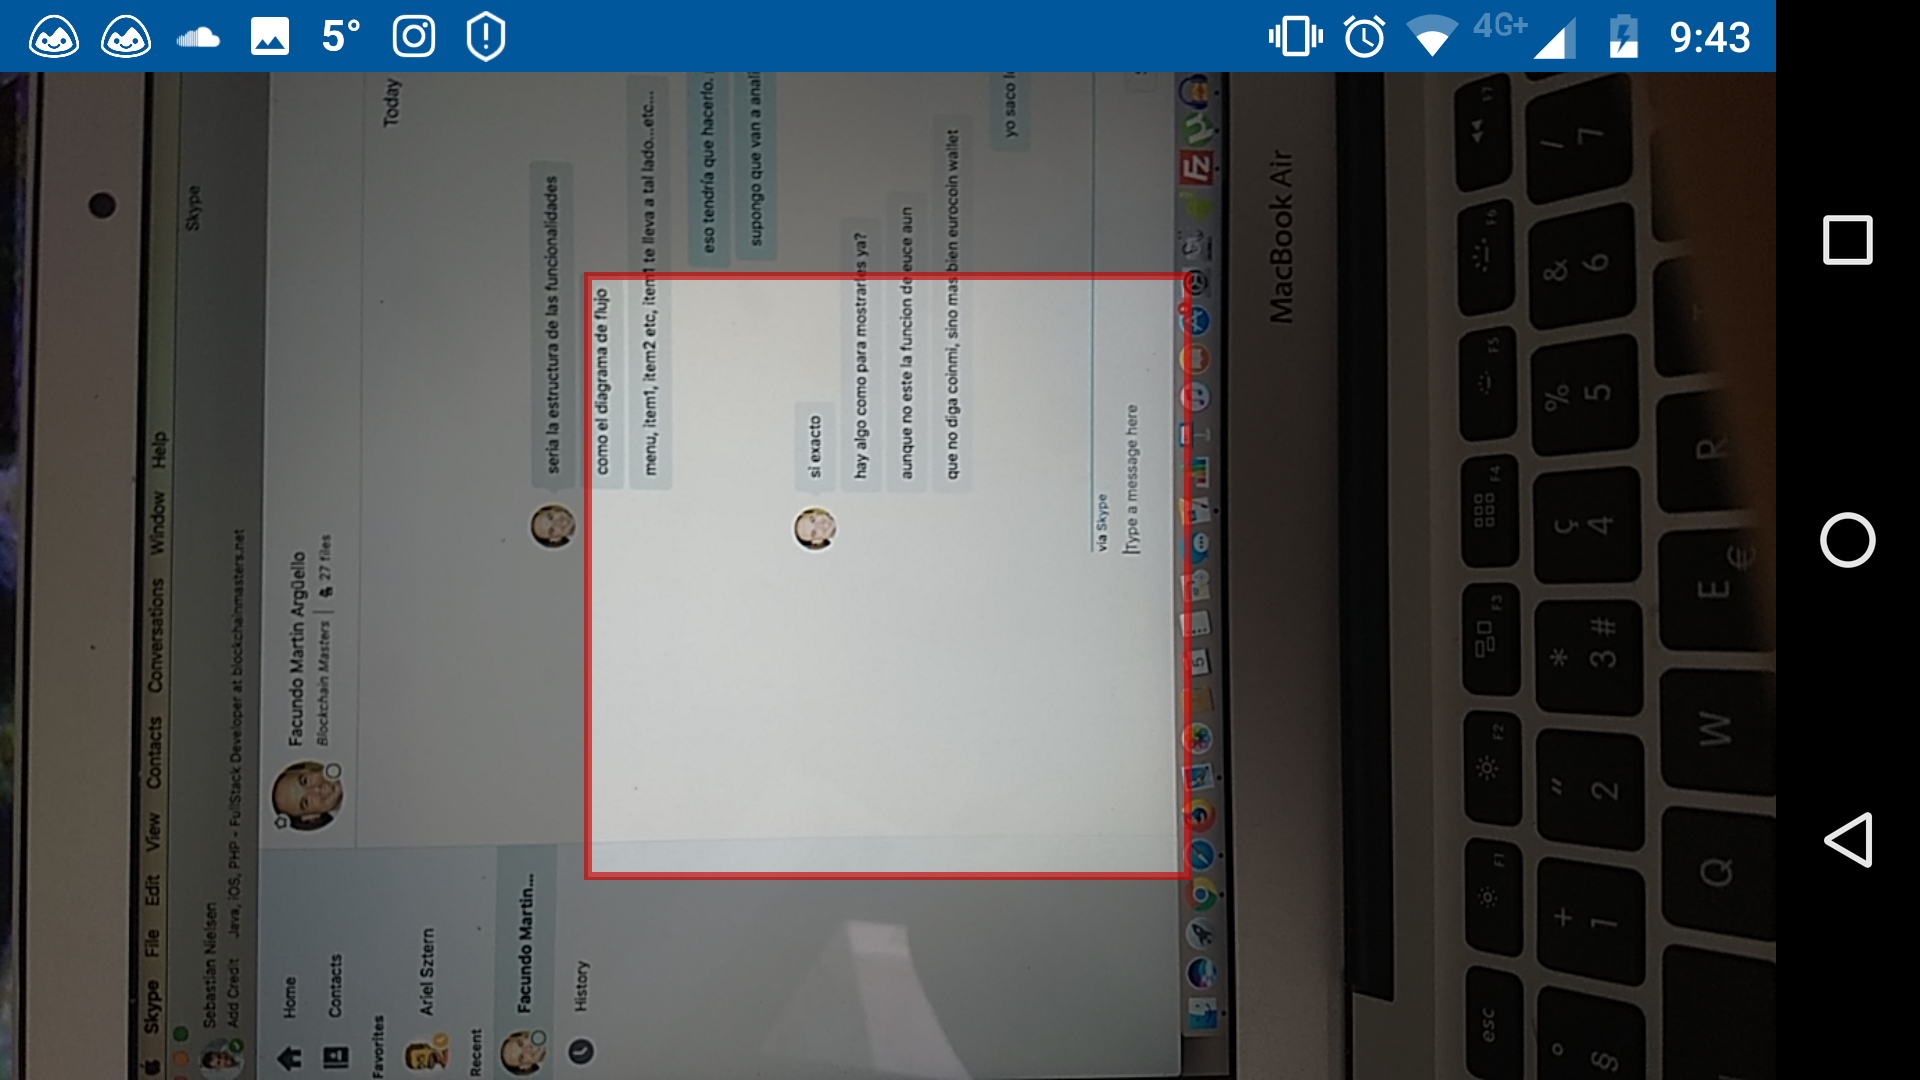 5°
4G+
9:43
Skype File Edit View Contacts Conversations Window Help
Skype
Sebastian Nielsen
Add Credit Java, iOS, PHP - FullStack Developer at blockchainmasters.net
Home
Contacts
Favorites
Ariel Sztern
Recent
Facundo Martin...
History
Facundo Martin Argüello
Blockchain Masters | 27 files
Today
seria la estructura de las funcionalidades
como el diagrama de flujo
menu, item1, item2 etc, item1 te lleva a tal lado...etc...
eso tendría que hacerlo.
supongo que van a anali
si exacto
hay algo como para mostrarles ya?
aunque no este la funcion de euce aun
que no diga coinmi, sino mas bien eurocoin wallet
yo saco l
via Skype
Type a message here
5
MacBook Air
esc F1 F2 F3 F4 F5 F6 F7
° + " * ç % & /
§ 1 2 3 # 4 5 6 7
Q W E € R T